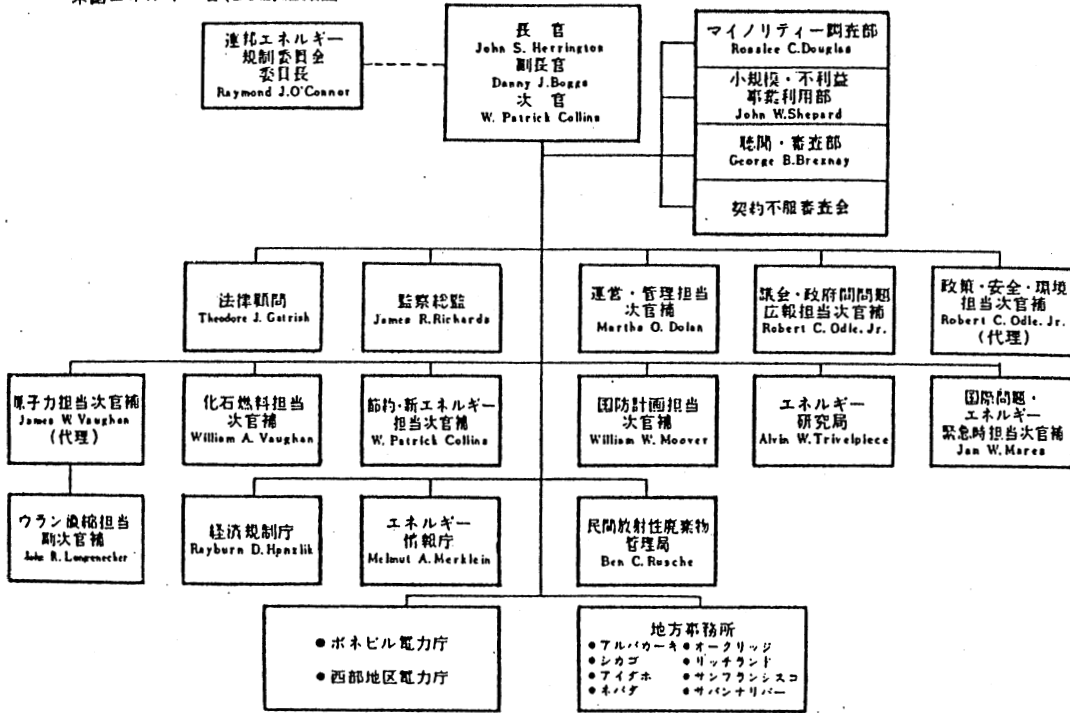 連邦エネルギー
規制委員会
委員長
Raymond J.O'Connor
長 官
John S. Herrington
副長官
Danny J.Boggs
次 官
W. Patrick Collins
マイノリティー調査部
Rosslee C.Douglas
小規模・不利益
事業利用部
John W.Shepard
聴聞・審査部
George B.Breznay
契約不服審査会
法律顧問
Theodore J. Garrish
監察総監
James R.Richards
運営・管理担当
次官補
Martha O. Dolan
議会・政府間問題
広報担当次官補
Robert C. Odle, Jr.
政策・安全・環境
担当次官補
Robert C. Odle, Jr.
(代理)
原子力担当次官補
James W. Vaughan
(代理)
化石燃料担当
次官補
William A. Vaughan
節約・新エネルギー
担当次官補
W. Patrick Collins
国防計画担当
次官補
William W. Hoover
エネルギー
研究局
Alvin W. Trivelpiece
国際問題・
エネルギー
緊急時担当次官補
Jan W. Mares
ウラン濃縮担当
副次官補
John R. Longenecker
経済規制庁
Rayburn D. Hanzlik
エネルギー
情報庁
Helmut A. Merklein
民間放射性廃棄物
管理局
Ben C. Rusche
● ボネビル電力庁
● 西部地区電力庁
地方事務所
● アルバカーキ ● オークリッジ
● シカゴ ● リッチランド
● アイダホ ● サンフランシスコ
● ネバダ ● サバンナリバー